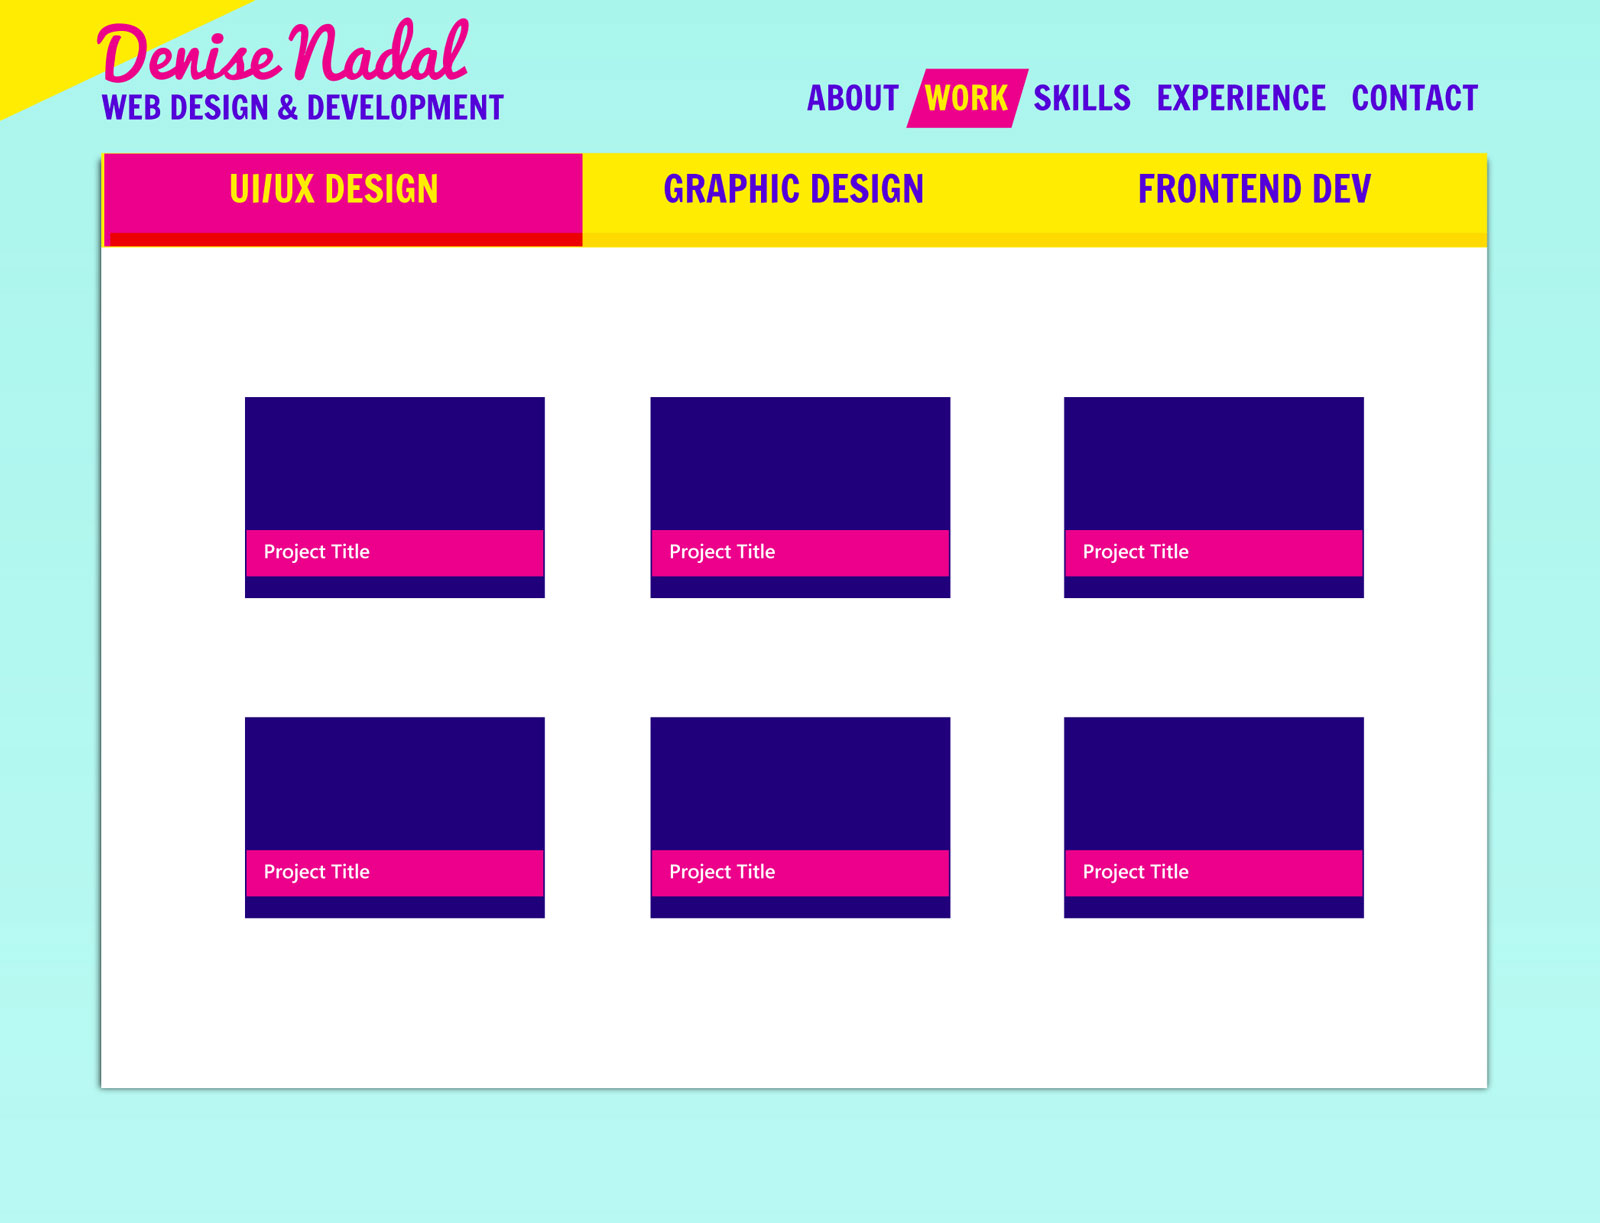 Denise Nadal
WEB DESIGN & DEVELOPMENT
ABOUT WORK SKILLS EXPERIENCE CONTACT
UI/UX DESIGN GRAPHIC DESIGN FRONTEND DEV
Project Title Project Title Project Title
Project Title Project Title Project Title